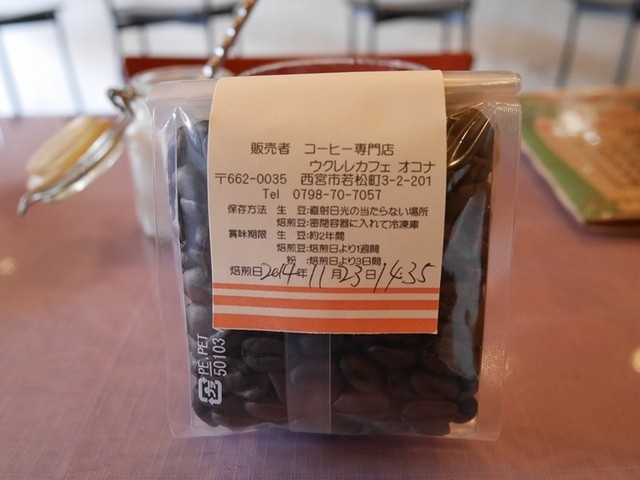 販売者 コーヒー専門店
ウクレレカフェ オコナ
〒662-0035 西宮市若松町3-2-201
Tel 0798-70-7057
保存方法 生 豆:直射日光の当たらない場所
焙煎豆:密閉容器に入れて冷凍庫
賞味期限 生 豆:約2年間
焙煎豆:焙煎日より1週間
粉 :焙煎日より3日間
焙煎日2014年11月23日14:35
PE,PET
50103
プラ